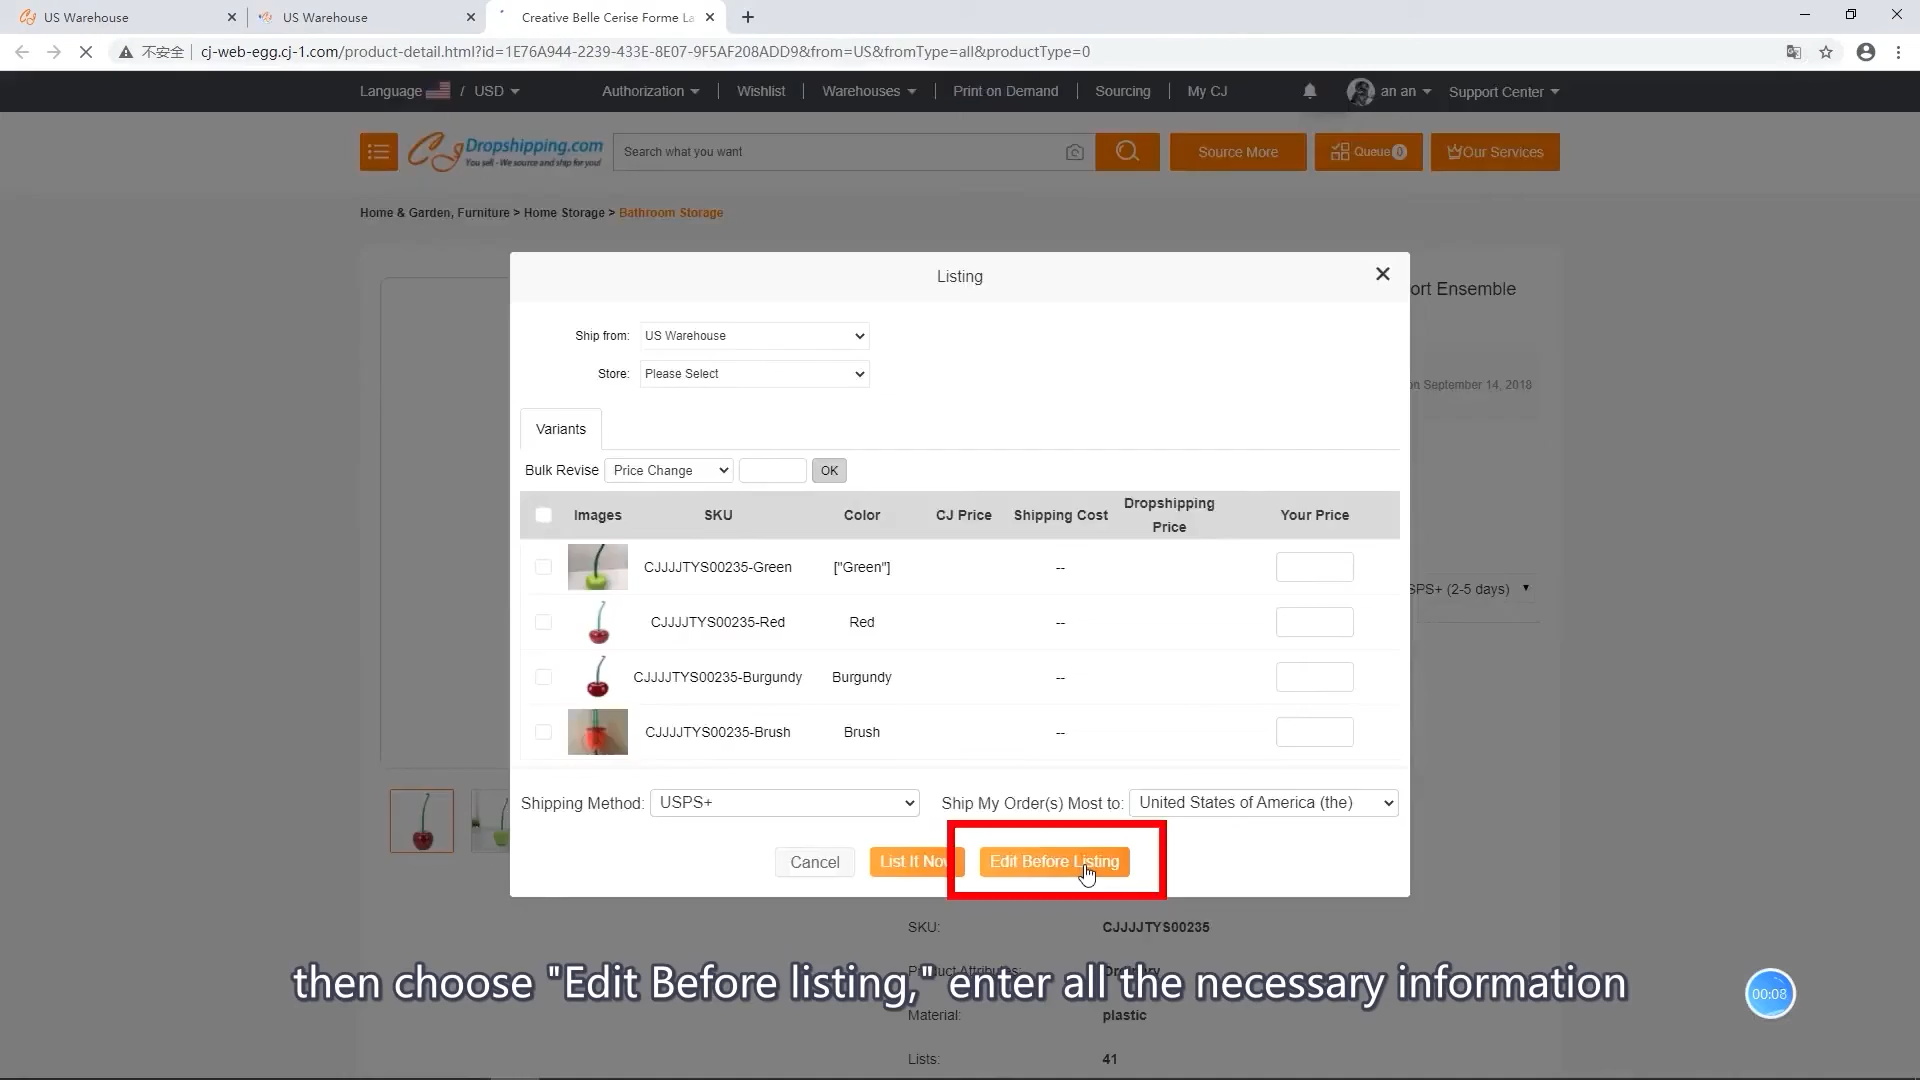 US Warehouse
US Warehouse
Creative Belle Cerise Forme La
不安全
cj-web-egg.cj-1.com/product-detail.html?id=1E76A944-2239-433E-8E07-9F5AF208ADD9&from=US&fromType=all&productType=0
Language / USD
Authorization
Wishlist
Warehouses
Print on Demand
Sourcing
My CJ
an an
Support Center
CJ Dropshipping.com
You sell - We source and ship for you!
Search what you want
Source More
Queue 0
Our Services
Home & Garden, Furniture > Home Storage > Bathroom Storage
Listing
ort Ensemble
Ship from: US Warehouse
Store: Please Select
on September 14, 2018
Variants
Bulk Revise Price Change OK
Images SKU Color CJ Price Shipping Cost Dropshipping Price Your Price
CJJJJTYS00235-Green ["Green"] --
SPS+ (2-5 days)
CJJJJTYS00235-Red Red --
CJJJJTYS00235-Burgundy Burgundy --
CJJJJTYS00235-Brush Brush --
Shipping Method: USPS+ Ship My Order(s) Most to: United States of America (the)
Cancel List It Now Edit Before Listing
SKU: CJJJJTYS00235
Product Attributes: Ordinary
then choose "Edit Before listing," enter all the necessary information
00:08
Material: plastic
Lists: 41